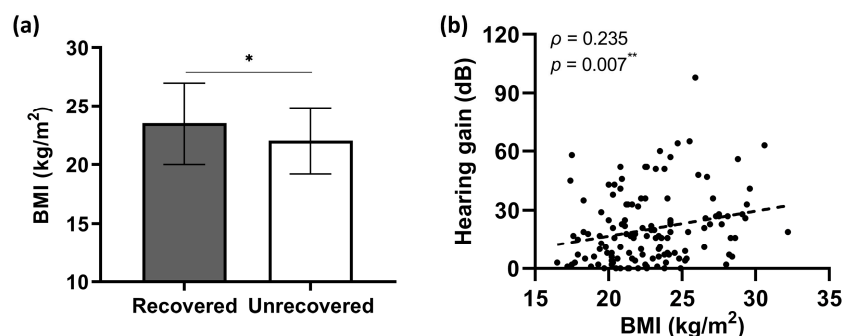 (a)
30
25
20
15
10
BMI (kg/m²)
*
Recovered Unrecovered
(b)
120
90
60
30
0
Hearing gain (dB)
ρ = 0.235
p = 0.007**
15 20 25 30 35
BMI (kg/m²)